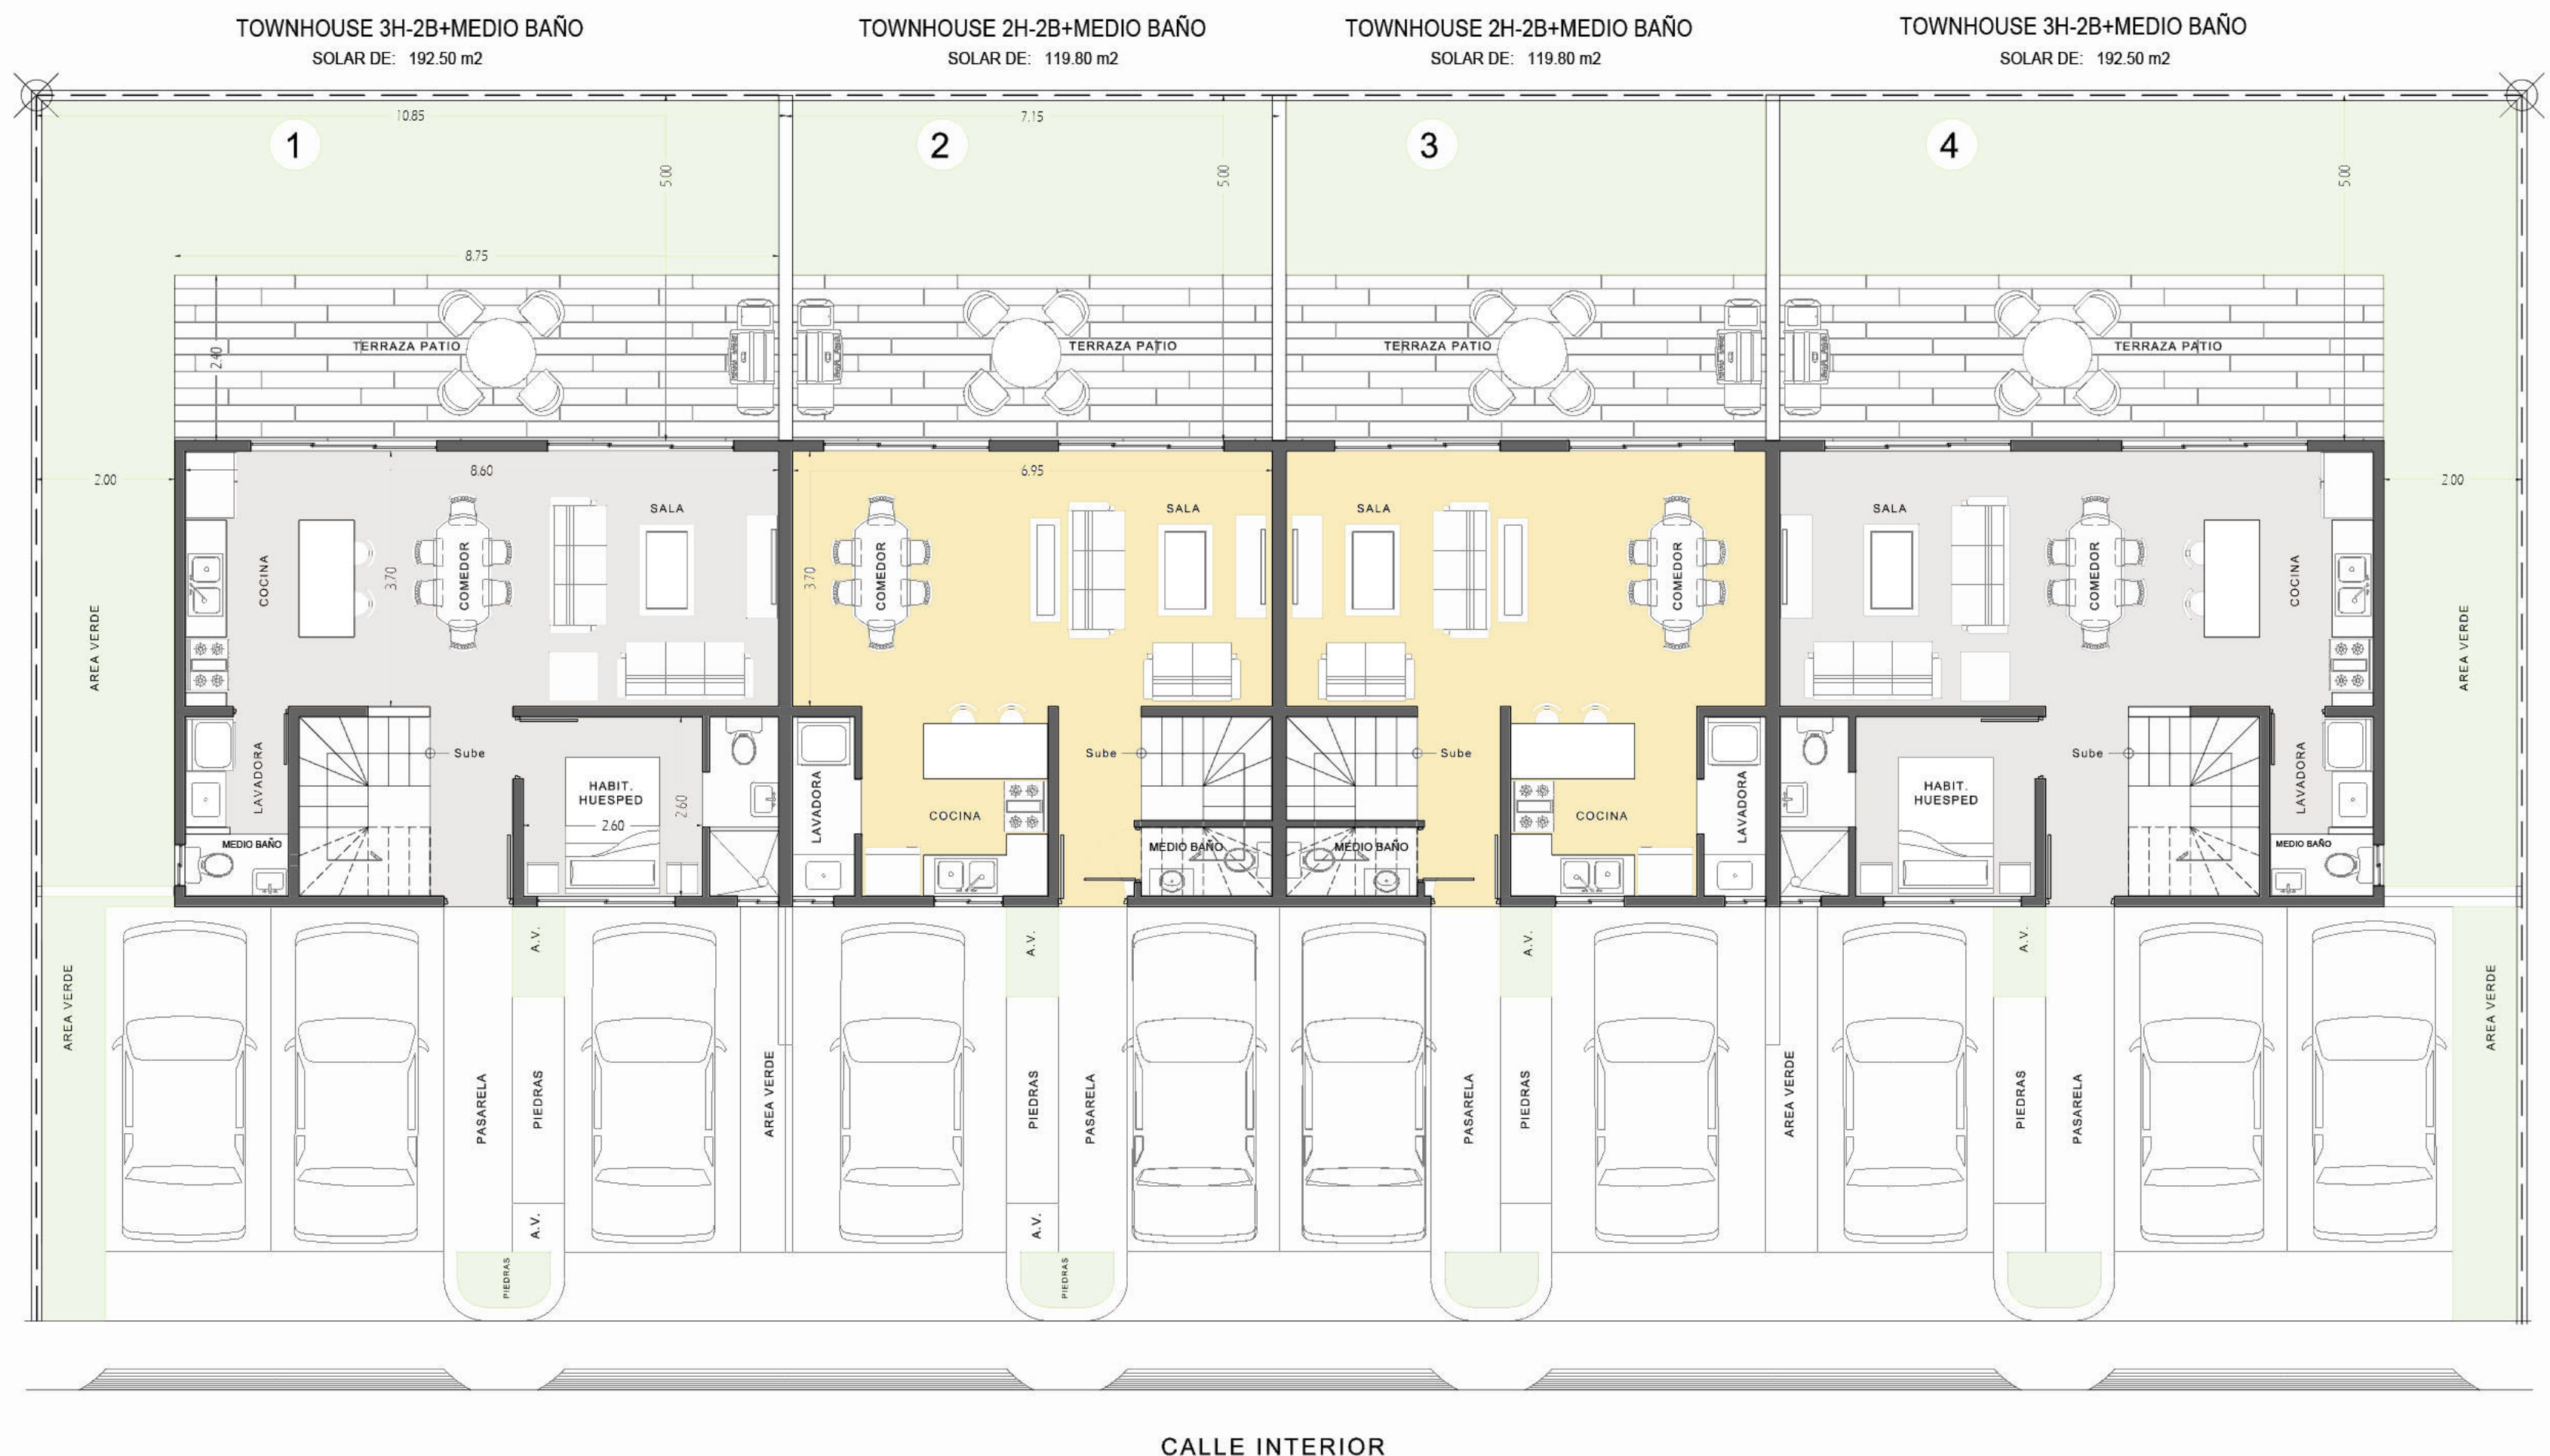 TOWNHOUSE 3H-2B+MEDIO BAÑO
SOLAR DE: 192.50 m2
TOWNHOUSE 2H-2B+MEDIO BAÑO
SOLAR DE: 119.80 m2
TOWNHOUSE 2H-2B+MEDIO BAÑO
SOLAR DE: 119.80 m2
TOWNHOUSE 3H-2B+MEDIO BAÑO
SOLAR DE: 192.50 m2
10.85
7.15
1
2
3
4
5.00
5.00
5.00
8.75
2.40
TERRAZA PATIO
TERRAZA PATIO
TERRAZA PATIO
TERRAZA PATIO
2.00
8.60
6.95
2.00
SALA
SALA
SALA
SALA
COCINA
3.70
COMEDOR
3.70
COMEDOR
COMEDOR
COMEDOR
COCINA
AREA VERDE
AREA VERDE
LAVADORA
Sube
HABIT.
HUESPED
2.60
2.60
LAVADORA
COCINA
Sube
Sube
COCINA
LAVADORA
HABIT.
HUESPED
Sube
LAVADORA
MEDIO BAÑO
MEDIO BAÑO
MEDIO BAÑO
MEDIO BAÑO
A.V.
A.V.
A.V.
A.V.
AREA VERDE
PASARELA
PIEDRAS
AREA VERDE
PIEDRAS
PASARELA
PASARELA
PIEDRAS
AREA VERDE
PIEDRAS
PASARELA
AREA VERDE
A.V.
A.V.
PIEDRAS
PIEDRAS
CALLE INTERIOR